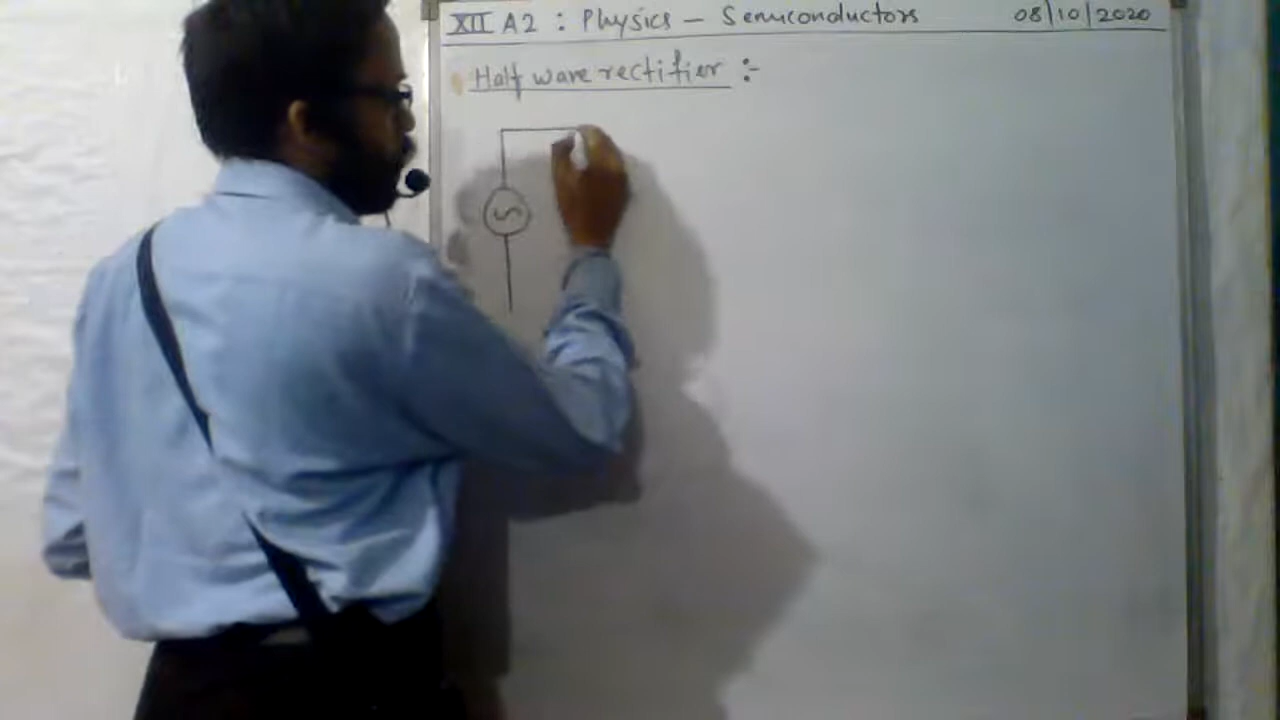 XII A2 : Physics – Semiconductors 08/10/2020
Half wave rectifier :-